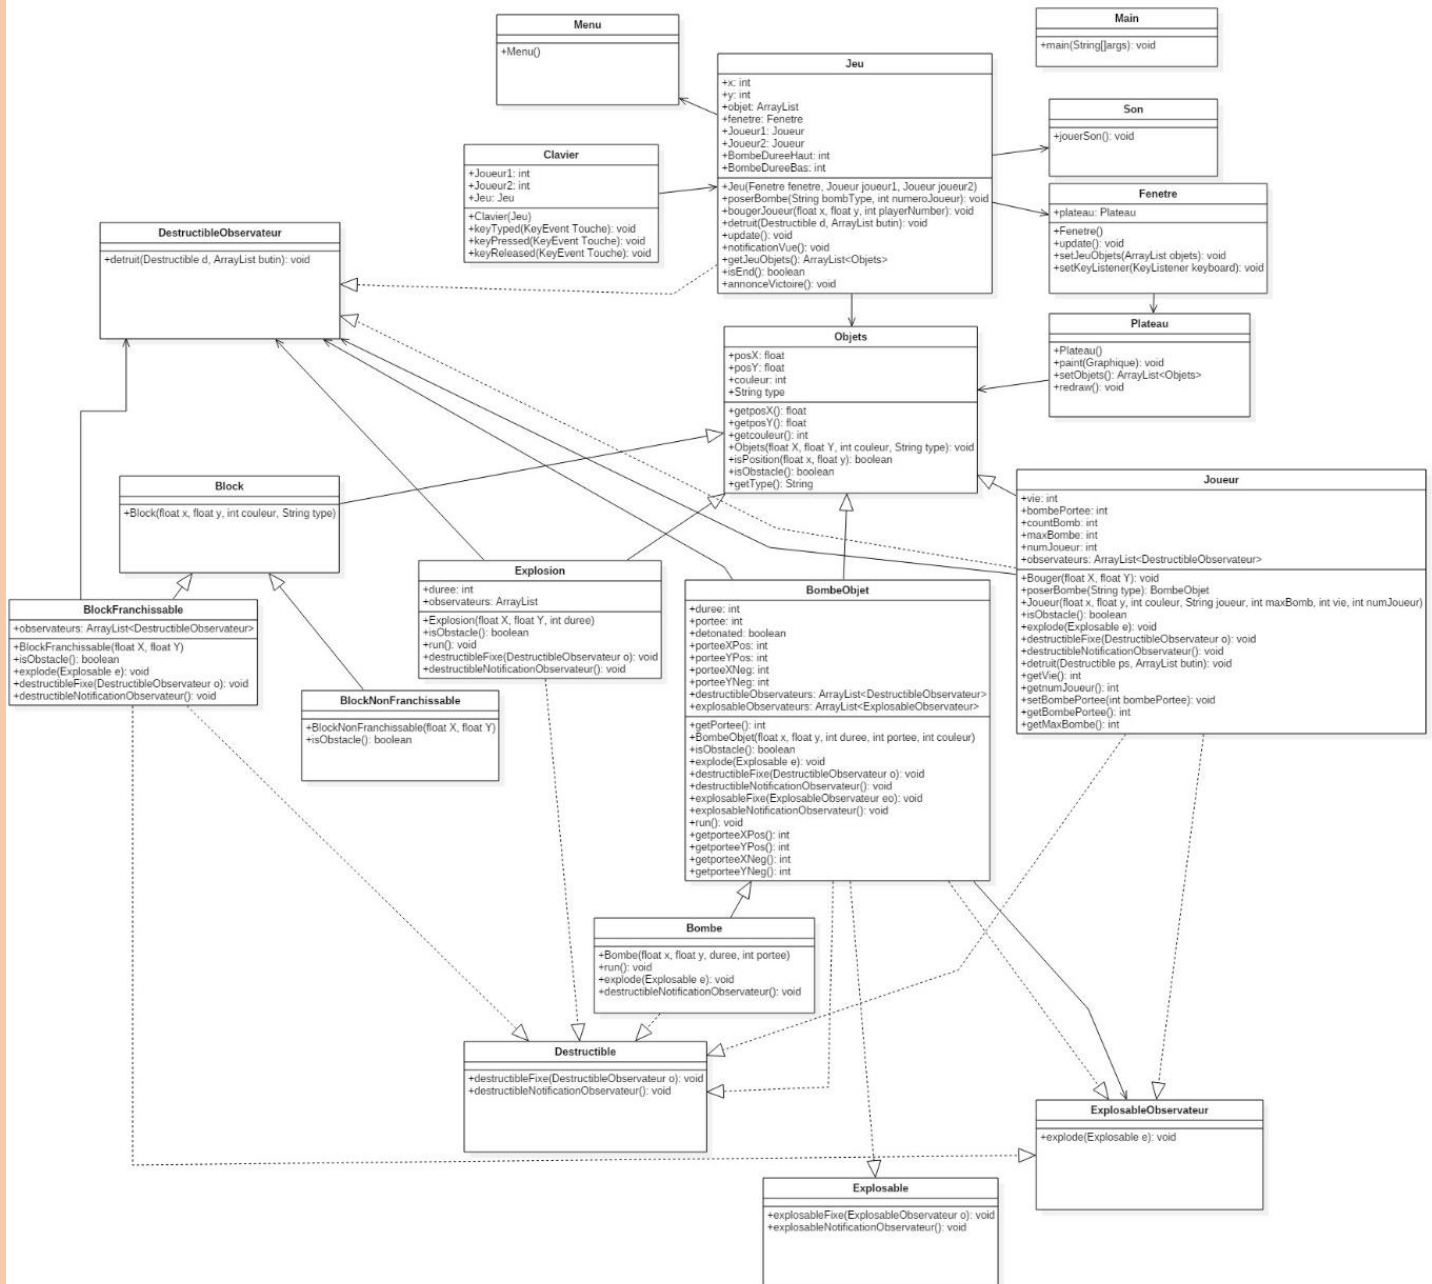 Menu
+Menu()
Main
+main(String[]args): void
Jeu
+x: int
+y: int
+objet: ArrayList
+fenetre: Fenetre
+Joueur1: Joueur
+Joueur2: Joueur
+BombeDureeHaut: int
+BombeDureeBas: int
+Jeu(Fenetre fenetre, Joueur joueur1, Joueur joueur2)
+poserBombe(String bombType, int numeroJoueur): void
+bougerJoueur(float x, float y, int playerNumber): void
+detruit(Destructible d, ArrayList butin): void
+update(): void
+notificationVue(): void
+getJeuObjets(): ArrayList<Objets>
+isEnd(): boolean
+annonceVictoire(): void
Son
+jouerSon(): void
Clavier
+Joueur1: int
+Joueur2: int
+Jeu: Jeu
+Clavier(Jeu)
+keyTyped(KeyEvent Touche): void
+keyPressed(KeyEvent Touche): void
+keyReleased(KeyEvent Touche): void
Fenetre
+plateau: Plateau
+Fenetre()
+update(): void
+setJeuObjets(ArrayList objets): void
+setKeyListener(KeyListener keyboard): void
DestructibleObservateur
+detruit(Destructible d, ArrayList butin): void
Plateau
+Plateau()
+paint(Graphique): void
+setObjets(): ArrayList<Objets>
+redraw(): void
Objets
+posX: float
+posY: float
+couleur: int
+String type
+getposX(): float
+getposY(): float
+getcouleur(): int
+Objets(float X, float Y, int couleur, String type): void
+isPosition(float x, float y): boolean
+isObstacle(): boolean
+getType(): String
Block
+Block(float x, float y, int couleur, String type)
Joueur
+vie: int
+bombePortee: int
+countBomb: int
+maxBombe: int
+numJoueur: int
+observateurs: ArrayList<DestructibleObservateur>
+Bouger(float X, float Y): void
+poserBombe(String type): BombeObjet
+Joueur(float x, float y, int couleur, String joueur, int maxBomb, int vie, int numJoueur)
+isObstacle(): boolean
+explode(Explosable e): void
+destructibleFixe(DestructibleObservateur o): void
+destructibleNotificationObservateur(): void
+detruit(Destructible ps, ArrayList butin): void
+getVie(): int
+getnumJoueur(): int
+setBombePortee(int bombePortee): void
+getBombePortee(): int
+getMaxBombe(): int
Explosion
+duree: int
+observateurs: ArrayList
+Explosion(float X, float Y, int duree)
+isObstacle(): boolean
+run(): void
+destructibleFixe(DestructibleObservateur o): void
+destructibleNotificationObservateur(): void
BombeObjet
+duree: int
+portee: int
+detonated: boolean
+porteeXPos: int
+porteeYPos: int
+porteeXNeg: int
+porteeYNeg: int
+destructibleObservateurs: ArrayList<DestructibleObservateur>
+explosableObservateurs: ArrayList<ExplosableObservateur>
+getPortee(): int
+BombeObjet(float x, float y, int duree, int portee, int couleur)
+isObstacle(): boolean
+explode(Explosable e): void
+destructibleFixe(DestructibleObservateur o): void
+destructibleNotificationObservateur(): void
+explosableFixe(ExplosableObservateur eo): void
+explosableNotificationObservateur(): void
+run(): void
+getporteeXPos(): int
+getporteeYPos(): int
+getporteeXNeg(): int
+getporteeYNeg(): int
BlockFranchissable
+observateurs: ArrayList<DestructibleObservateur>
+BlockFranchissable(float X, float Y)
+isObstacle(): boolean
+explode(Explosable e): void
+destructibleFixe(DestructibleObservateur o): void
+destructibleNotificationObservateur(): void
BlockNonFranchissable
+BlockNonFranchissable(float X, float Y)
+isObstacle(): boolean
Bombe
+Bombe(float x, float y, duree, int portee)
+run(): void
+explode(Explosable e): void
+destructibleNotificationObservateur(): void
Destructible
+destructibleFixe(DestructibleObservateur o): void
+destructibleNotificationObservateur(): void
ExplosableObservateur
+explode(Explosable e): void
Explosable
+explosableFixe(ExplosableObservateur o): void
+explosableNotificationObservateur(): void